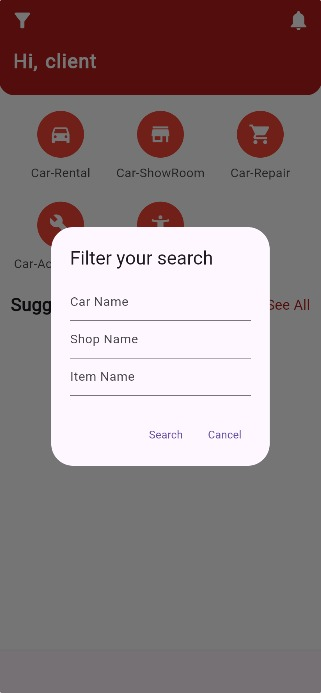 Hi, client
Car-Rental
Car-ShowRoom
Car-Repair
Car-Ac
Filter your search
Sugg
See All
Car Name
Shop Name
Item Name
Search
Cancel